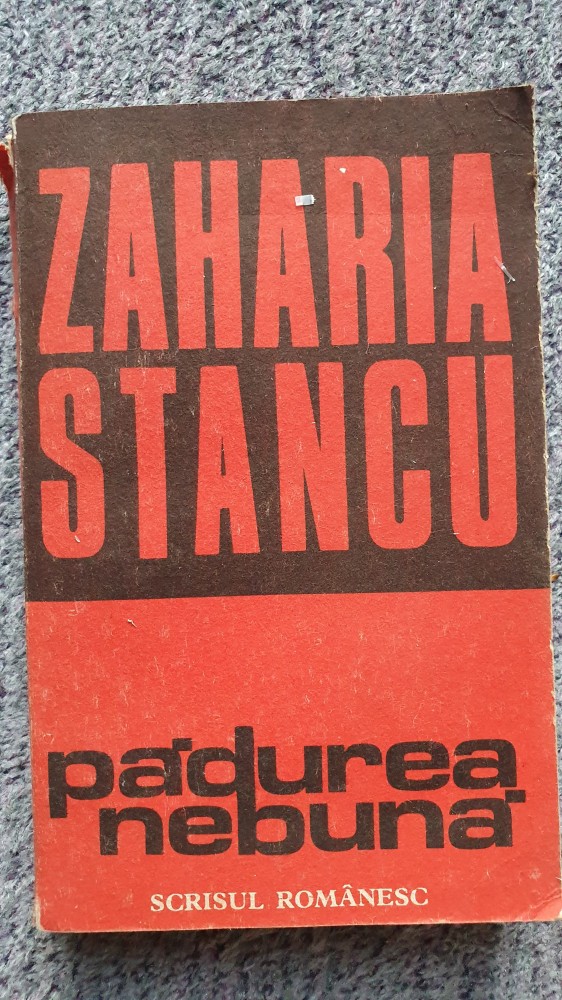 ZAHARIA
STANCU
pădurea
nebună
SCRISUL ROMÂNESC